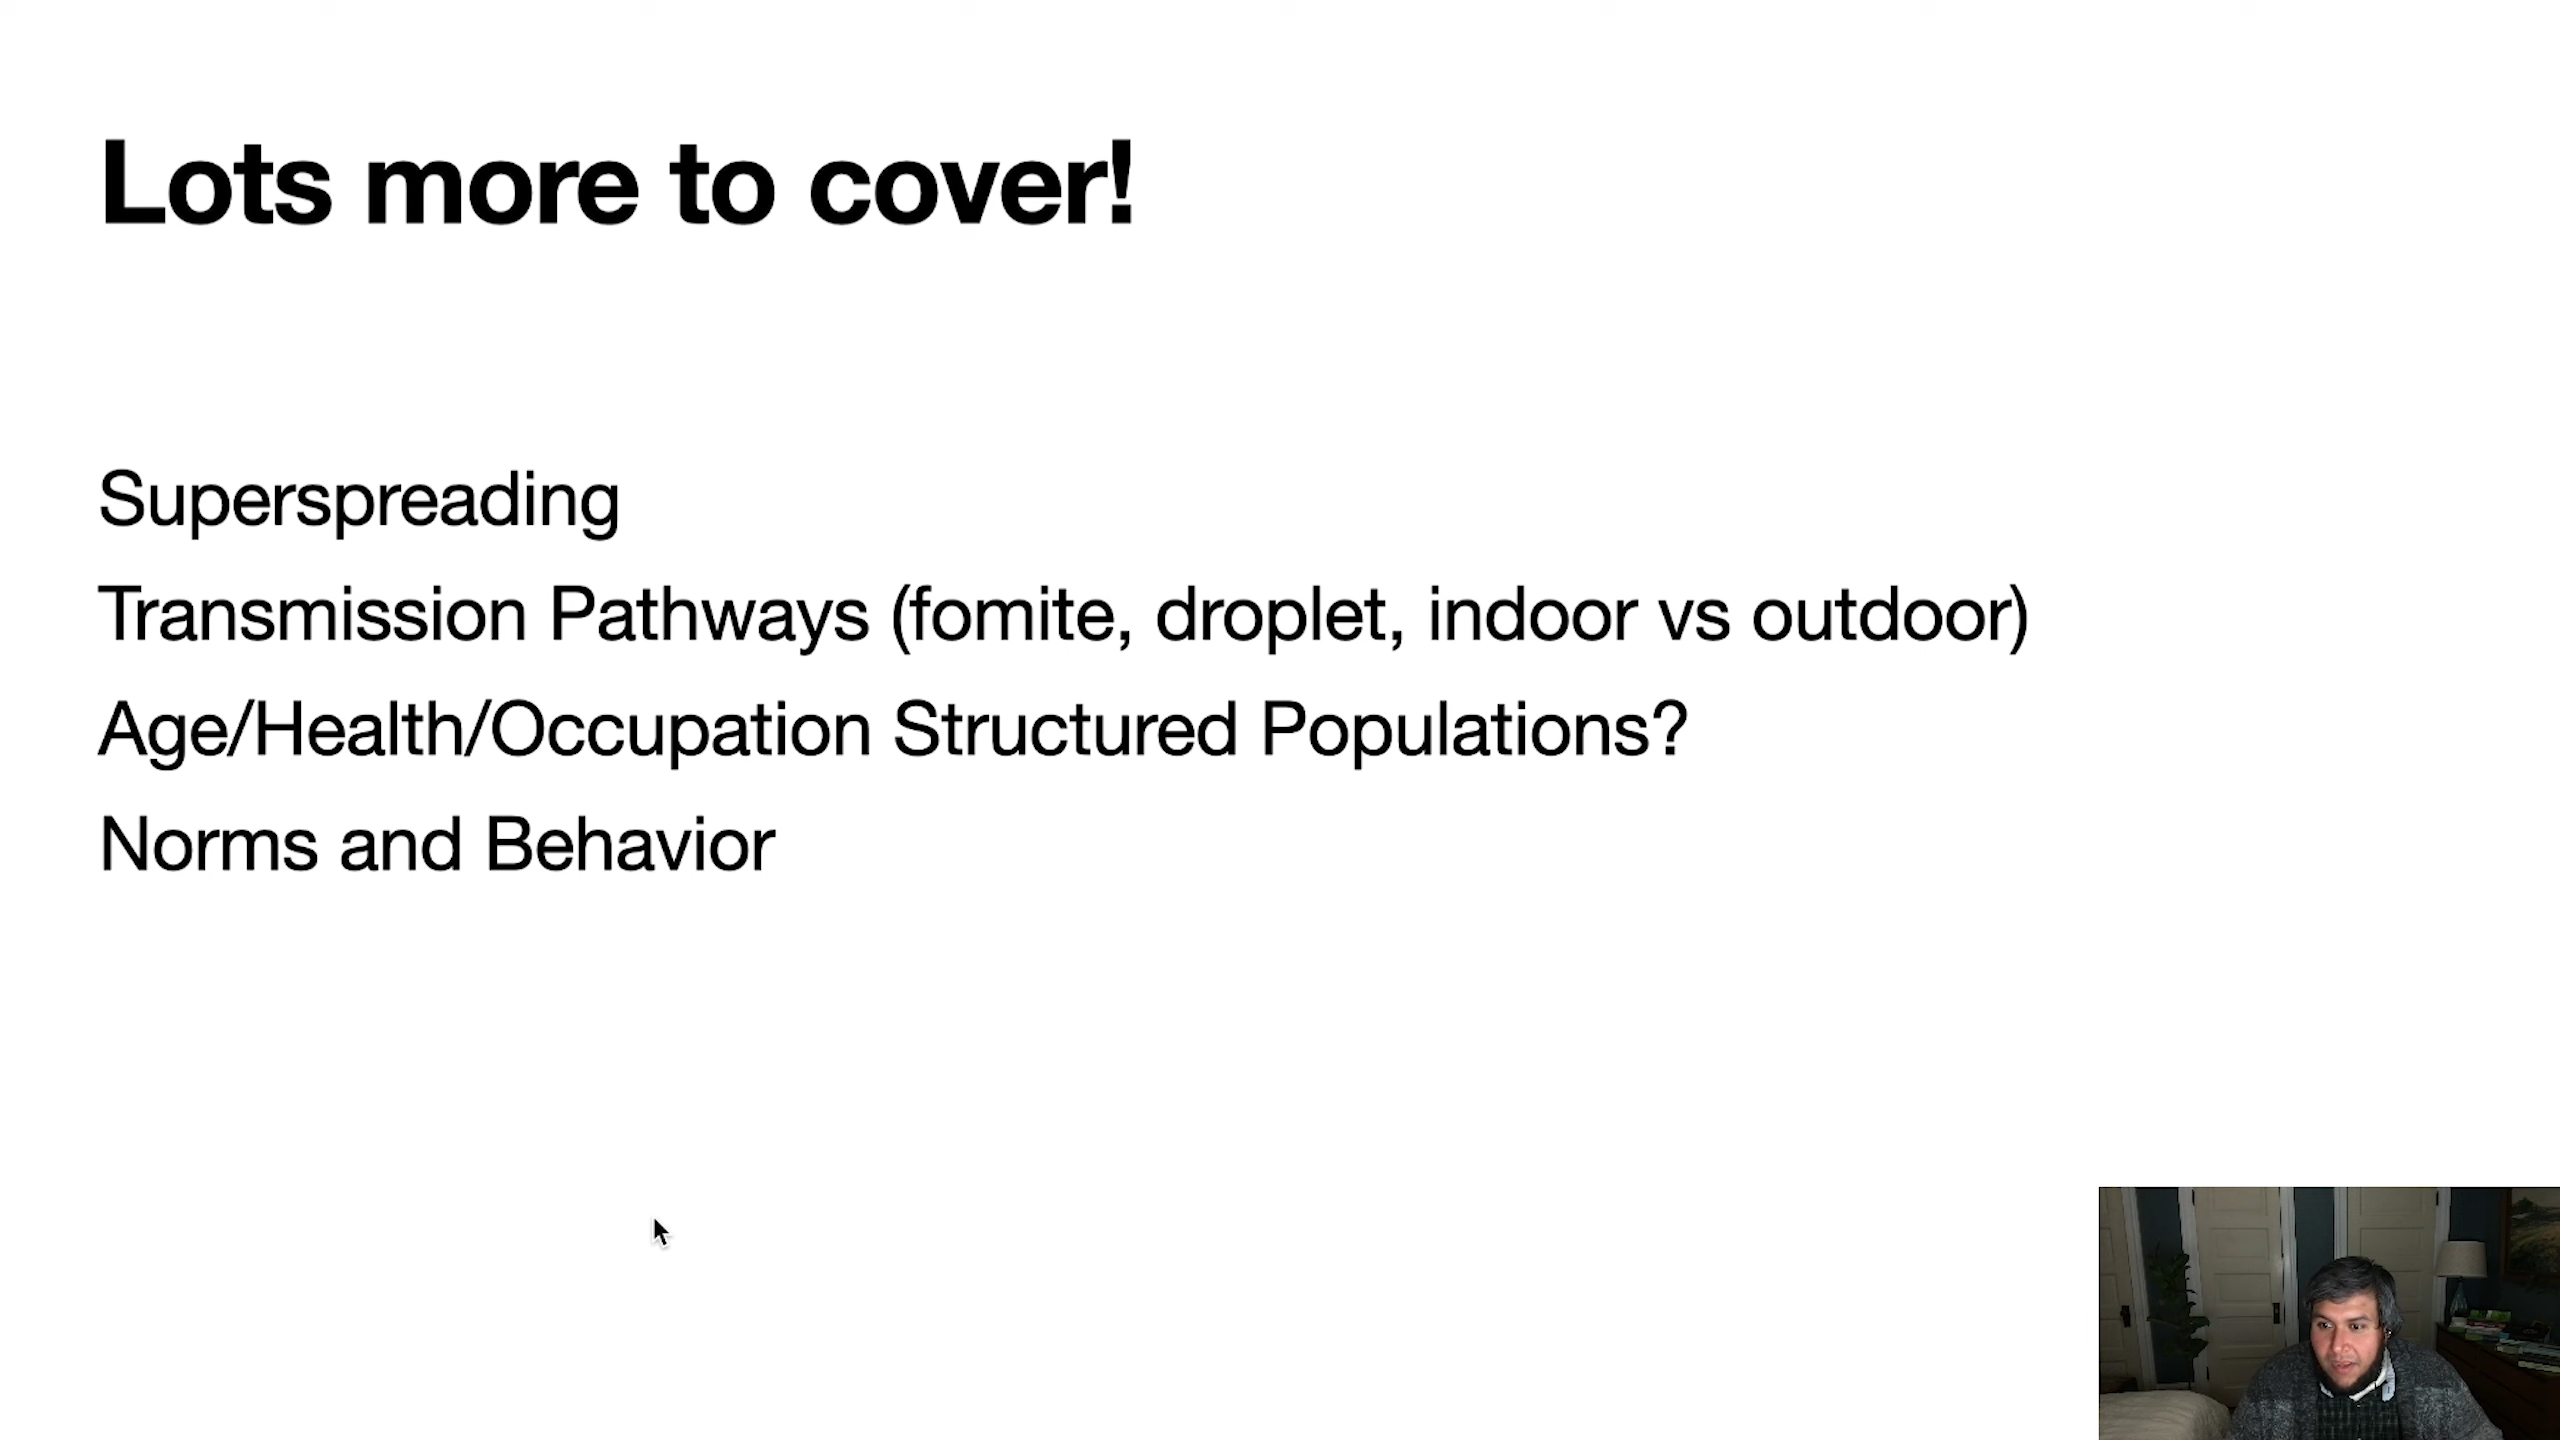 Lots more to cover!
Superspreading
Transmission Pathways (fomite, droplet, indoor vs outdoor)
Age/Health/Occupation Structured Populations?
Norms and Behavior